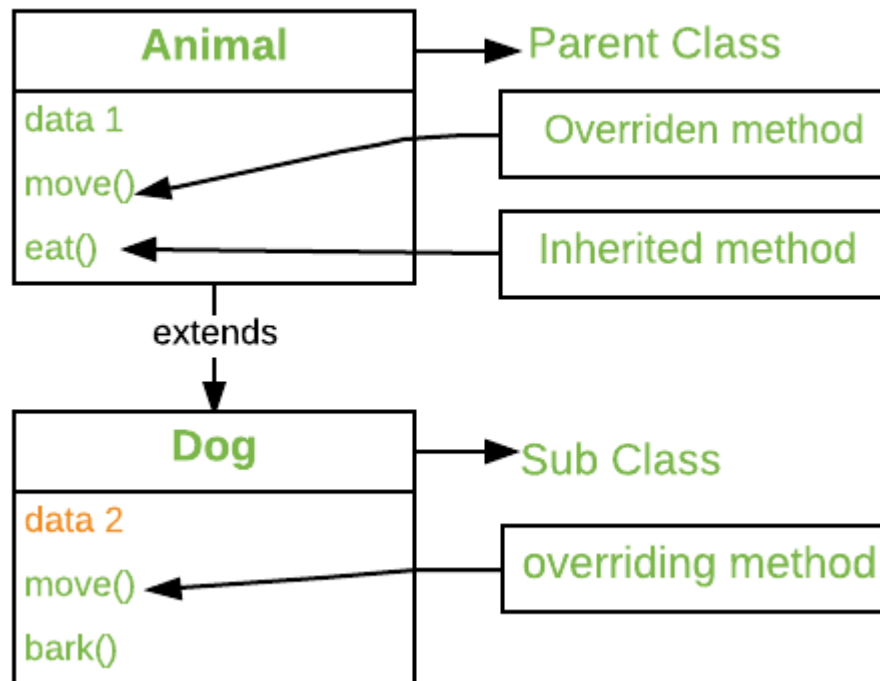 Animal
Parent Class
data 1
Overriden method
move()
eat()
Inherited method
extends
Dog
Sub Class
data 2
move()
overriding method
bark()